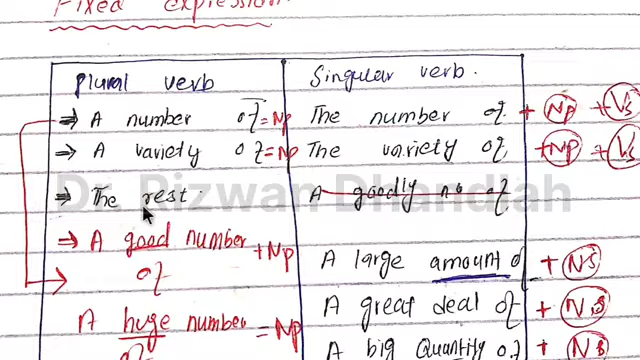 Fixed expression
Plural verb
⇒ A number of = Np
⇒ A variety of = Np
⇒ The rest.
⇒ A good number of + Np
A huge number of = Np
Singular verb.
The number of + Np + Vs
The variety of + Np + Vs
A goodly no of
A large amount of + Ns
A great deal of + N.s
A big Quantity of + Ns
Dr Rizwan Dhandlah